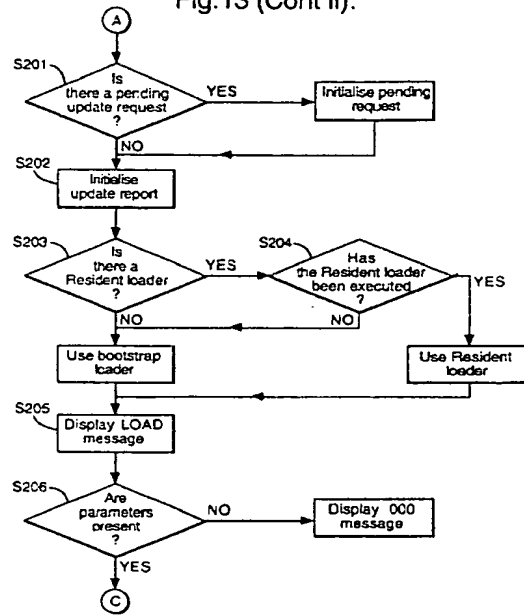 Fig.13 (Cont II).
A
S201
Is
there a pending
update request
?
YES
Initialise pending
request
NO
S202
Initialise
update report
S203
Is
there a
Resident loader
?
YES
S204
Has
the Resident loader
been executed
?
YES
NO
NO
Use bootstrap
loader
Use Resident
loader
S205
Display LOAD
message
S206
Are
parameters
present
?
NO
Display 000
message
YES
C